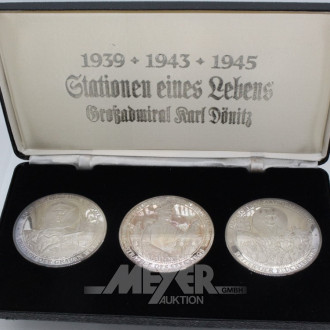 1939 + 1943 + 1945
Stationen eines Lebens
Großadmiral Karl Dönitz
MEYER
GMBH
AUKTION